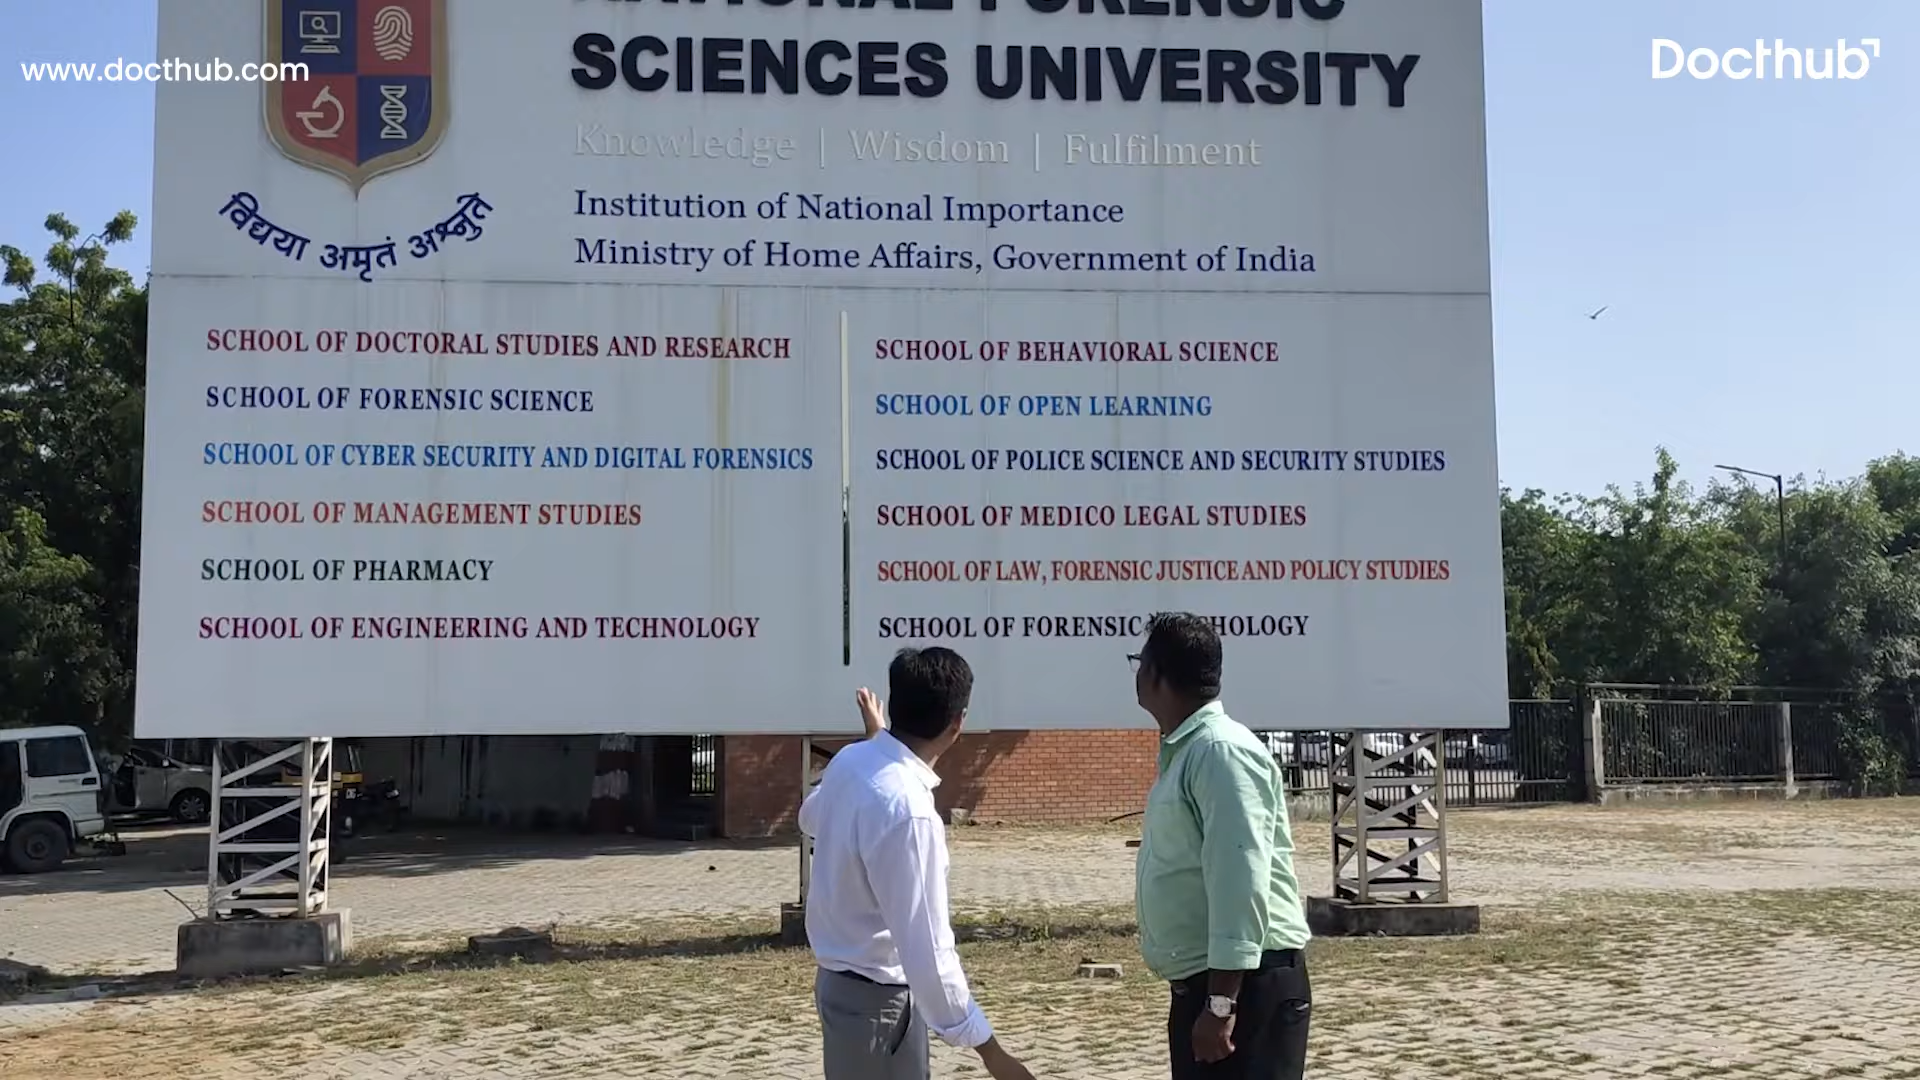 www.docthub.com
Docthub
NATIONAL FORENSIC
SCIENCES UNIVERSITY
Knowledge | Wisdom | Fulfilment
विद्यया अमृतं अश्नुते
Institution of National Importance
Ministry of Home Affairs, Government of India
SCHOOL OF DOCTORAL STUDIES AND RESEARCH
SCHOOL OF FORENSIC SCIENCE
SCHOOL OF CYBER SECURITY AND DIGITAL FORENSICS
SCHOOL OF MANAGEMENT STUDIES
SCHOOL OF PHARMACY
SCHOOL OF ENGINEERING AND TECHNOLOGY
SCHOOL OF BEHAVIORAL SCIENCE
SCHOOL OF OPEN LEARNING
SCHOOL OF POLICE SCIENCE AND SECURITY STUDIES
SCHOOL OF MEDICO LEGAL STUDIES
SCHOOL OF LAW, FORENSIC JUSTICE AND POLICY STUDIES
SCHOOL OF FORENSIC